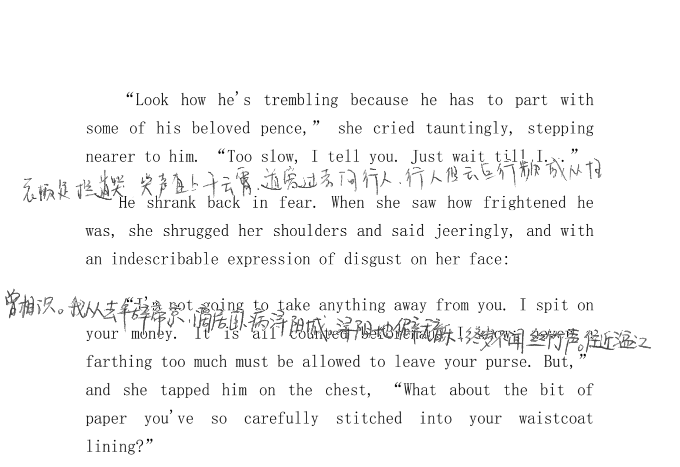 “Look how he's trembling because he has to part with
some of his beloved pence,” she cried tauntingly, stepping
nearer to him. “Too slow, I tell you. Just wait till I...”
衣顿足拦道哭 哭声直上干云霄.道旁过者问行人.行人但云点行频 或从
He shrank back in fear. When she saw how frightened he
was, she shrugged her shoulders and said jeeringly, and with
an indescribable expression of disgust on her face:
曾相识。我从去年辞帝京,谪居卧病浔阳城.浔阳地僻无音乐,终岁不闻丝竹声。住近湓江
not going to take anything away from you. I spit on
your money. It is all counted
farthing too much must be allowed to leave your purse. But,”
and she tapped him on the chest, “What about the bit of
paper you've so carefully stitched into your waistcoat
lining?”